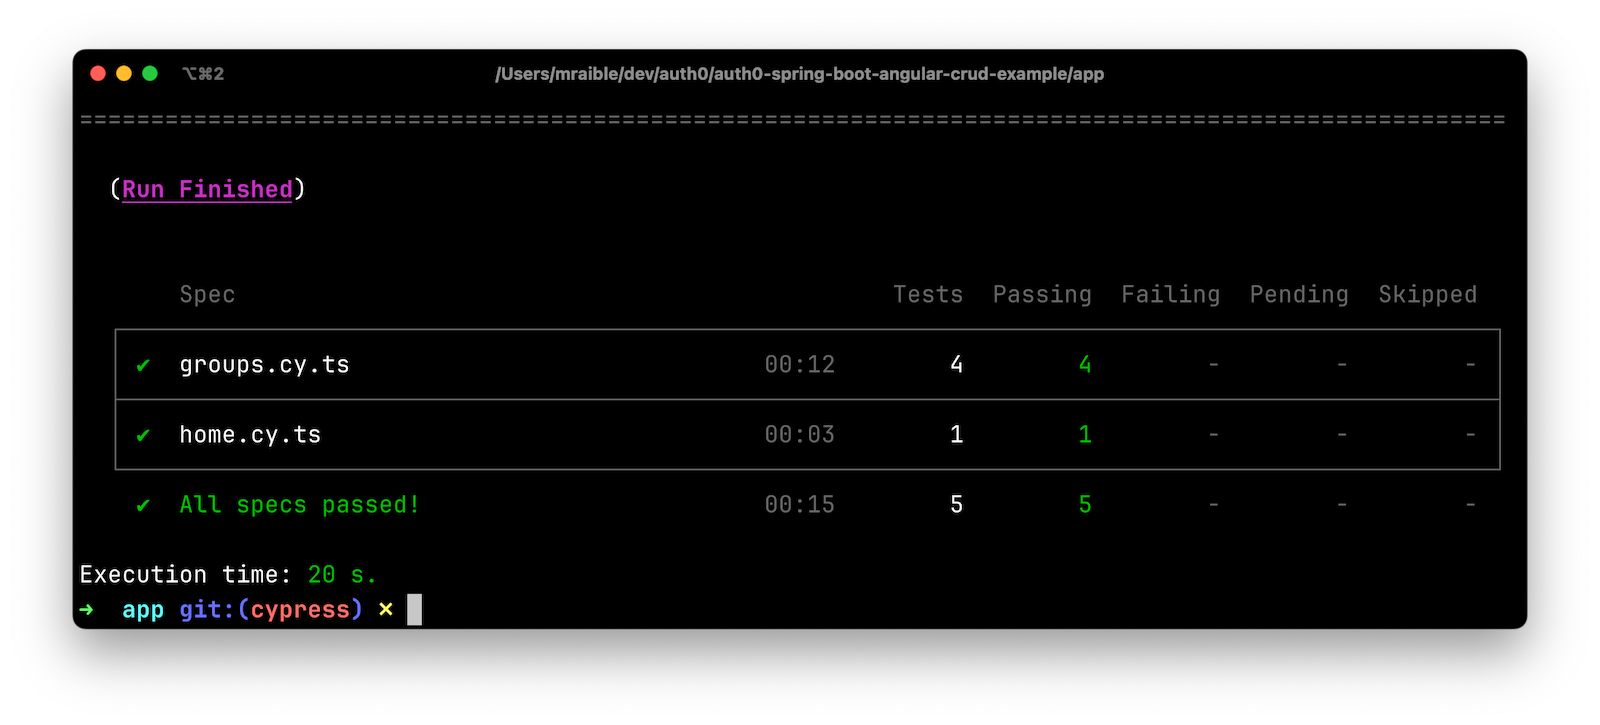 ⌥⌘2 /Users/mraible/dev/auth0/auth0-spring-boot-angular-crud-example/app
====================================================================================================
(Run Finished)
Spec Tests Passing Failing Pending Skipped
✔ groups.cy.ts 00:12 4 4 - - -
✔ home.cy.ts 00:03 1 1 - - -
✔ All specs passed! 00:15 5 5 - - -
Execution time: 20 s.
➜ app git:(cypress) ✗